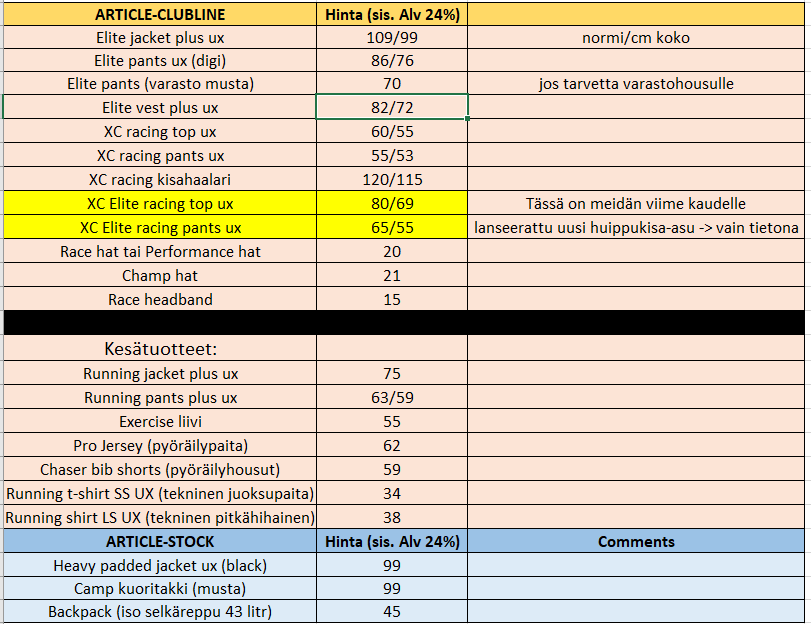 ARTICLE-CLUBLINE Hinta (sis. Alv 24%)
Elite jacket plus ux 109/99 normi/cm koko
Elite pants ux (digi) 86/76
Elite pants (varasto musta) 70 jos tarvetta varastohousulle
Elite vest plus ux 82/72
XC racing top ux 60/55
XC racing pants ux 55/53
XC racing kisahaalari 120/115
XC Elite racing top ux 80/69 Tässä on meidän viime kaudelle
XC Elite racing pants ux 65/55 lanseerattu uusi huippukisa-asu -> vain tietona
Race hat tai Performance hat 20
Champ hat 21
Race headband 15
Kesätuotteet:
Running jacket plus ux 75
Running pants plus ux 63/59
Exercise liivi 55
Pro Jersey (pyöräilypaita) 62
Chaser bib shorts (pyöräilyhousut) 59
Running t-shirt SS UX (tekninen juoksupaita) 34
Running shirt LS UX (tekninen pitkähihainen) 38
ARTICLE-STOCK Hinta (sis. Alv 24%) Comments
Heavy padded jacket ux (black) 99
Camp kuoritakki (musta) 99
Backpack (iso selkäreppu 43 litr) 45